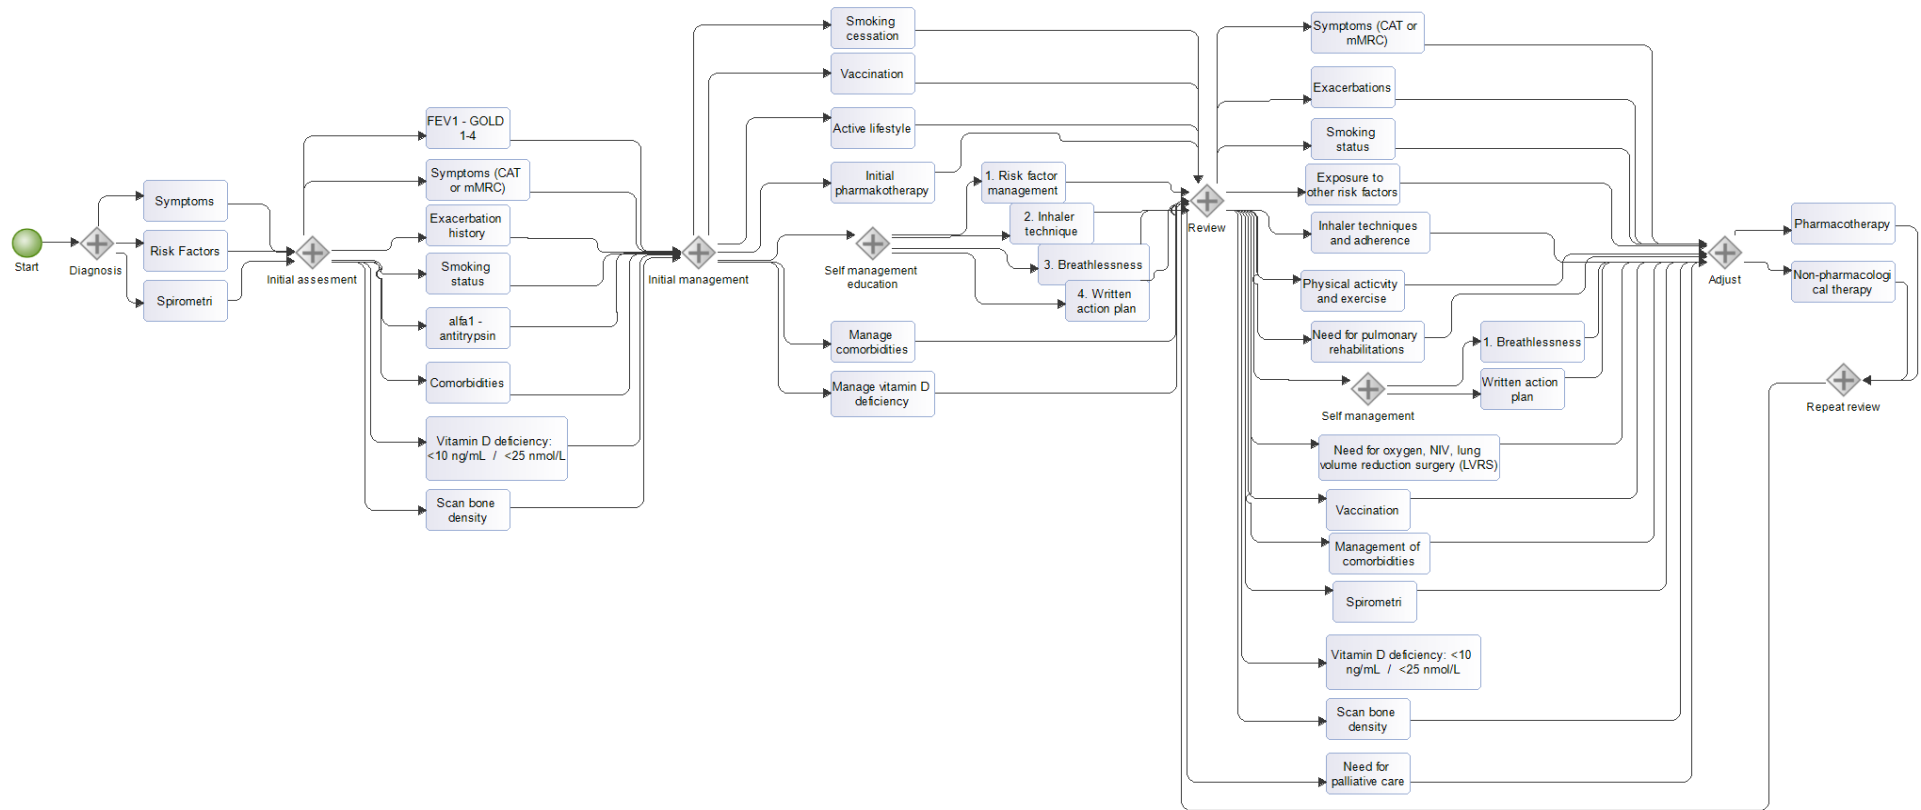 Start
Diagnosis
Symptoms
Risk Factors
Spirometri
Initial assesment
FEV1 - GOLD
1-4
Symptoms (CAT
or mMRC)
Exacerbation
history
Smoking
status
alfa1 -
antitrypsin
Comorbidities
Vitamin D deficiency:
<10 ng/mL / <25 nmol/L
Scan bone
density
Initial management
Smoking
cessation
Vaccination
Active lifestyle
Initial
pharmakotherapy
Self management
education
1. Risk factor
management
2. Inhaler
technique
3. Breathlessness
4. Written
action plan
Manage
comorbidities
Manage vitamin D
deficiency
Review
Symptoms (CAT or
mMRC)
Exacerbations
Smoking
status
Exposure to
other risk factors
Inhaler techniques
and adherence
Physical acticvity
and exercise
Need for pulmonary
rehabilitations
Self management
1. Breathlessness
Written action
plan
Need for oxygen, NIV, lung
volume reduction surgery (LVRS)
Vaccination
Management of
comorbidities
Spirometri
Vitamin D deficiency: <10
ng/mL / <25 nmol/L
Scan bone
density
Need for
palliative care
Adjust
Pharmacotherapy
Non-pharmacologi
cal therapy
Repeat review